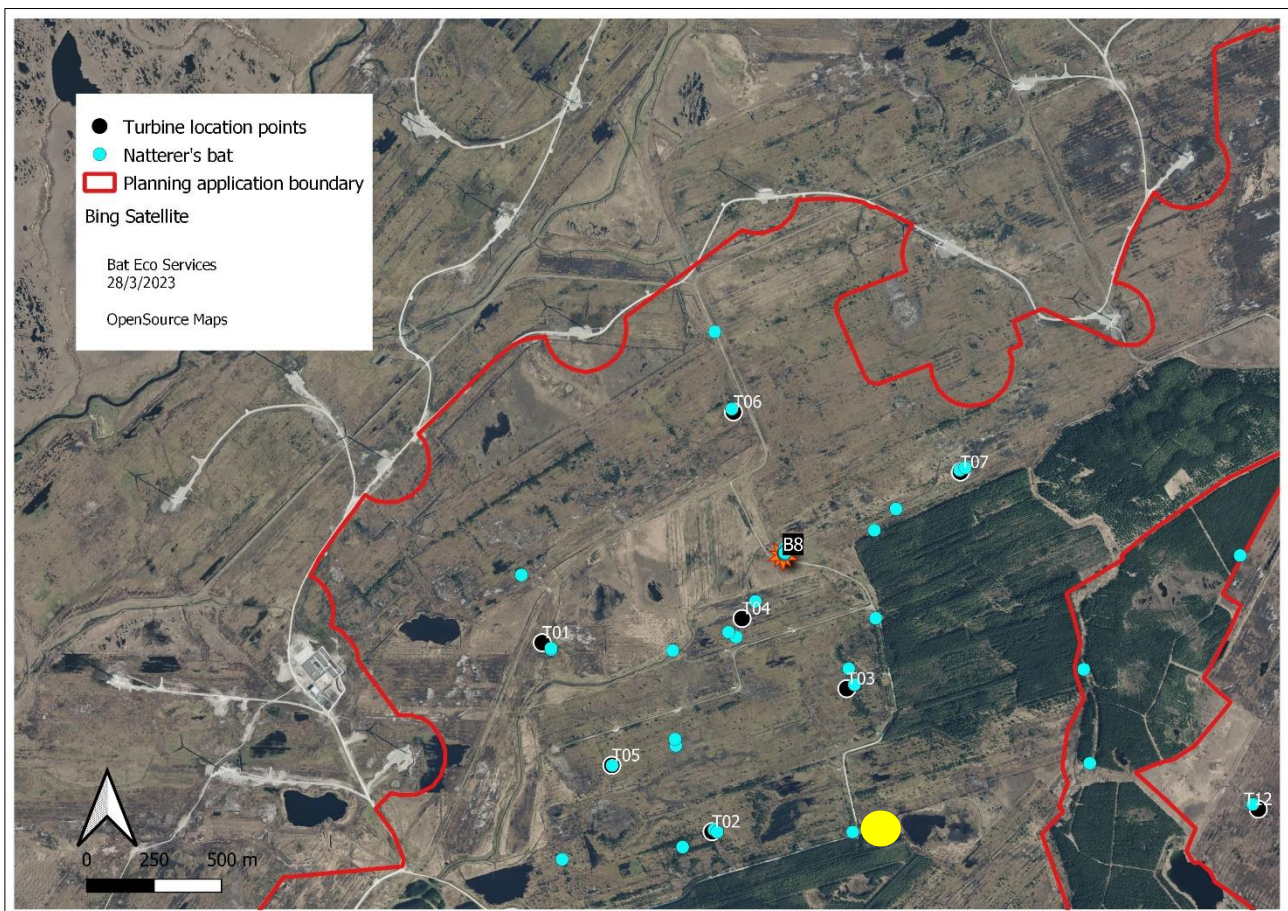 Turbine location points
Natterer's bat
Planning application boundary
Bing Satellite
Bat Eco Services
28/3/2023
OpenSource Maps
T06
T07
B8
T04
T01
T03
T05
T12
T02
0 250 500 m